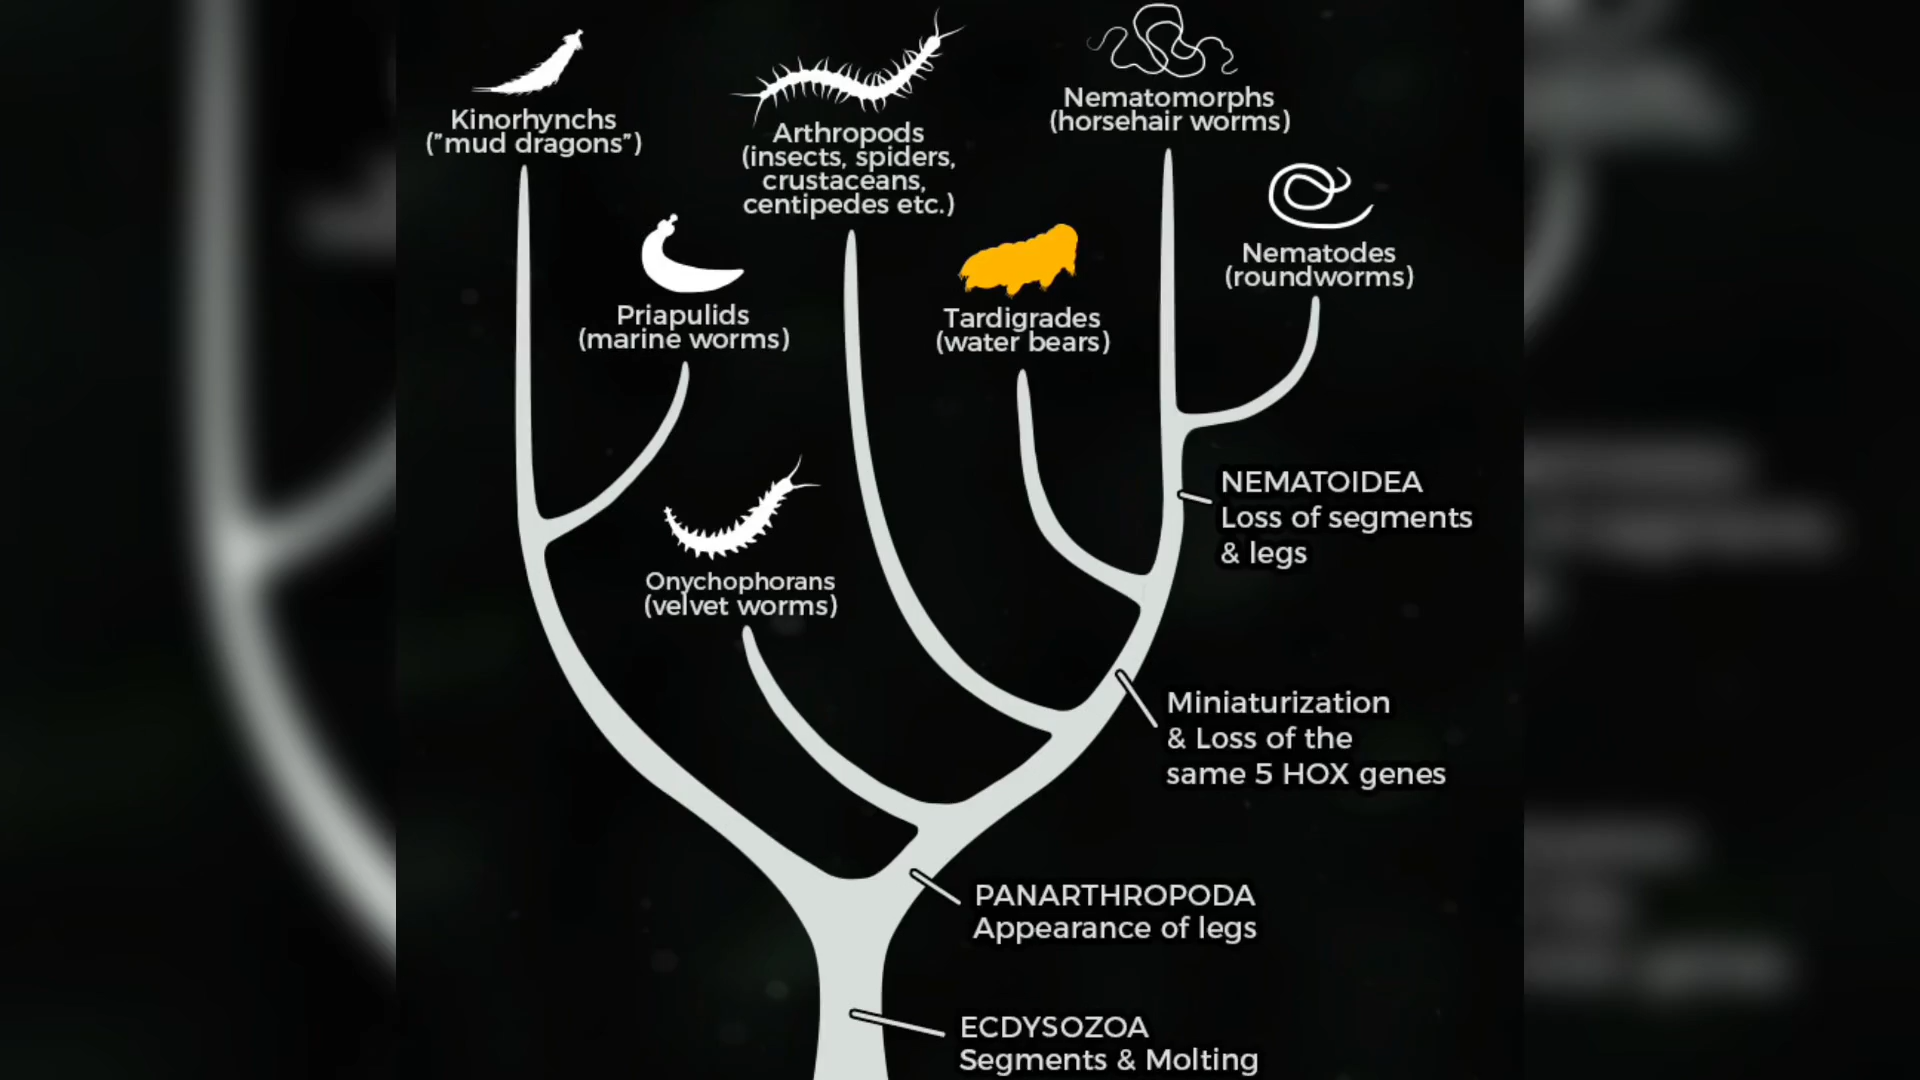 Kinorhynchs
("mud dragons")
Arthropods
(insects, spiders,
crustaceans,
centipedes etc.)
Nematomorphs
(horsehair worms)
Nematodes
(roundworms)
Priapulids
(marine worms)
Tardigrades
(water bears)
Onychophorans
(velvet worms)
NEMATOIDEA
Loss of segments
& legs
Miniaturization
& Loss of the
same 5 HOX genes
PANARTHROPODA
Appearance of legs
ECDYSOZOA
Segments & Molting